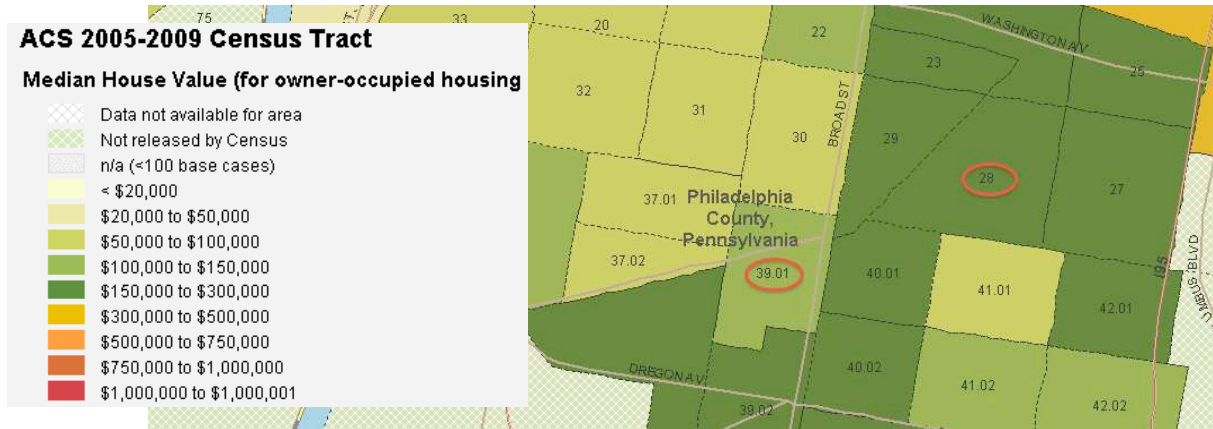 ACS 2005-2009 Census Tract
Median House Value (for owner-occupied housing
Data not available for area
Not released by Census
n/a (<100 base cases)
< $20,000
$20,000 to $50,000
$50,000 to $100,000
$100,000 to $150,000
$150,000 to $300,000
$300,000 to $500,000
$500,000 to $750,000
$750,000 to $1,000,000
$1,000,000 to $1,000,001
75
33
20
22
WASHINGTON AV
23
25
32
31
30
BROAD ST
29
28
27
37.01
Philadelphia
County,
Pennsylvania
37.02
39.01
40.01
41.01
42.01
I95
UMBUS BLVD
OREGON AV
40.02
41.02
42.02
39.02